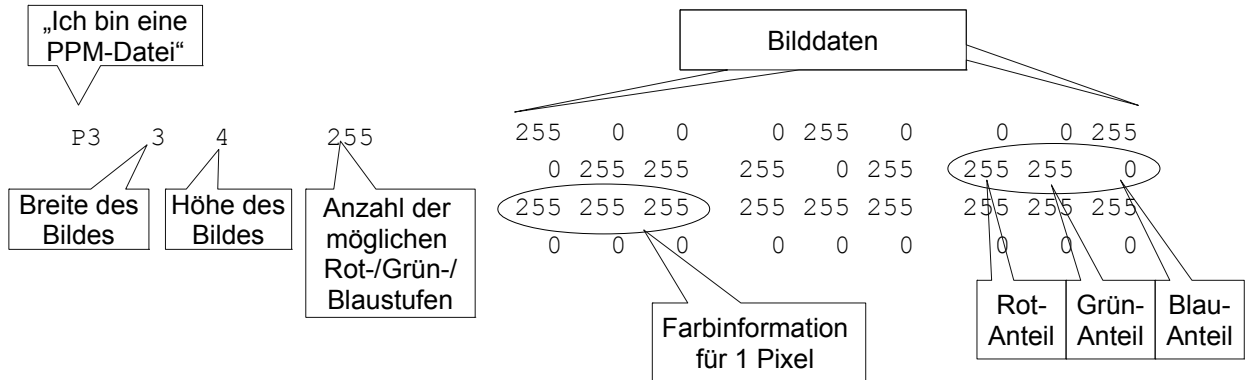 „Ich bin eine
PPM-Datei“
Bilddaten
P3 3 4 255
255 0 0 0 255 0 0 0 255
0 255 255 255 0 255 255 255 0
255 255 255 255 255 255 255 255 255
0 0 0 0 0 0 0 0 0
Breite des
Bildes
Höhe des
Bildes
Anzahl der
möglichen
Rot-/Grün-/
Blaustufen
Farbinformation
für 1 Pixel
Rot-
Anteil
Grün-
Anteil
Blau-
Anteil